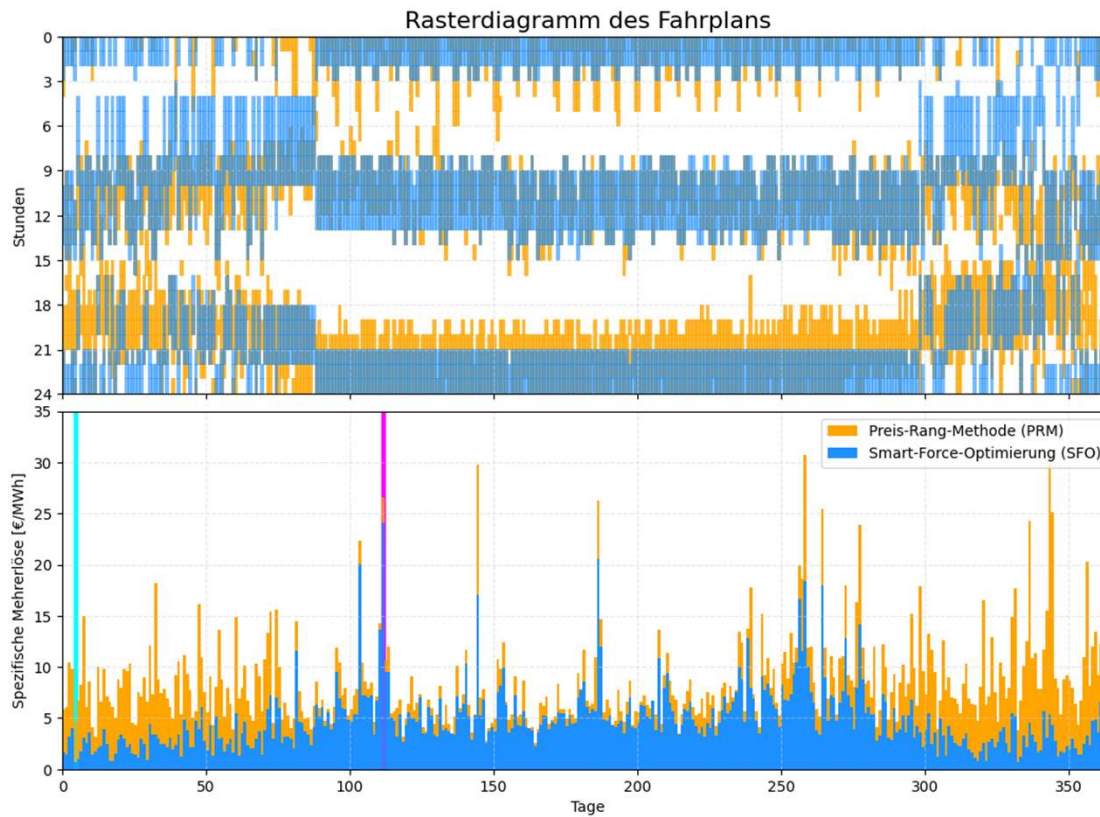 Rasterdiagramm des Fahrplans
0
3
6
9
12
15
18
21
24
Stunden
35
30
25
20
15
10
5
0
Spezifische Mehrerlöse [€/MWh]
Preis-Rang-Methode (PRM)
Smart-Force-Optimierung (SFO)
0 50 100 150 200 250 300 350
Tage